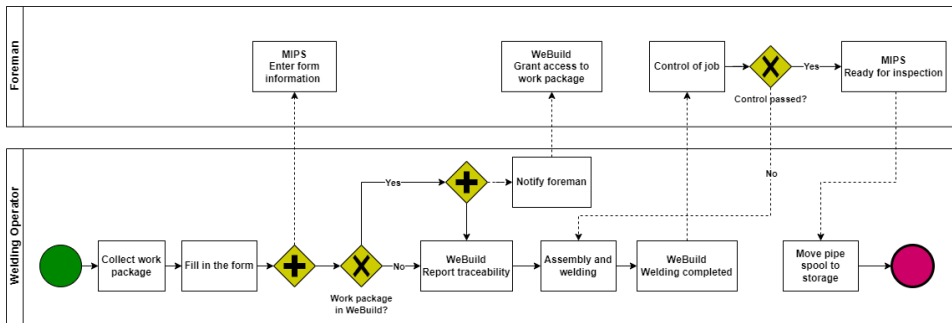 Foreman
MIPS
Enter form
information
WeBuild
Grant access to
work package
Control of job
Yes
Control passed?
MIPS
Ready for inspection
No
Welding Operator
Collect work
package
Fill in the form
Work package
in WeBuild?
Yes
No
Notify foreman
WeBuild
Report traceability
Assembly and
welding
WeBuild
Welding completed
Move pipe
spool to
storage